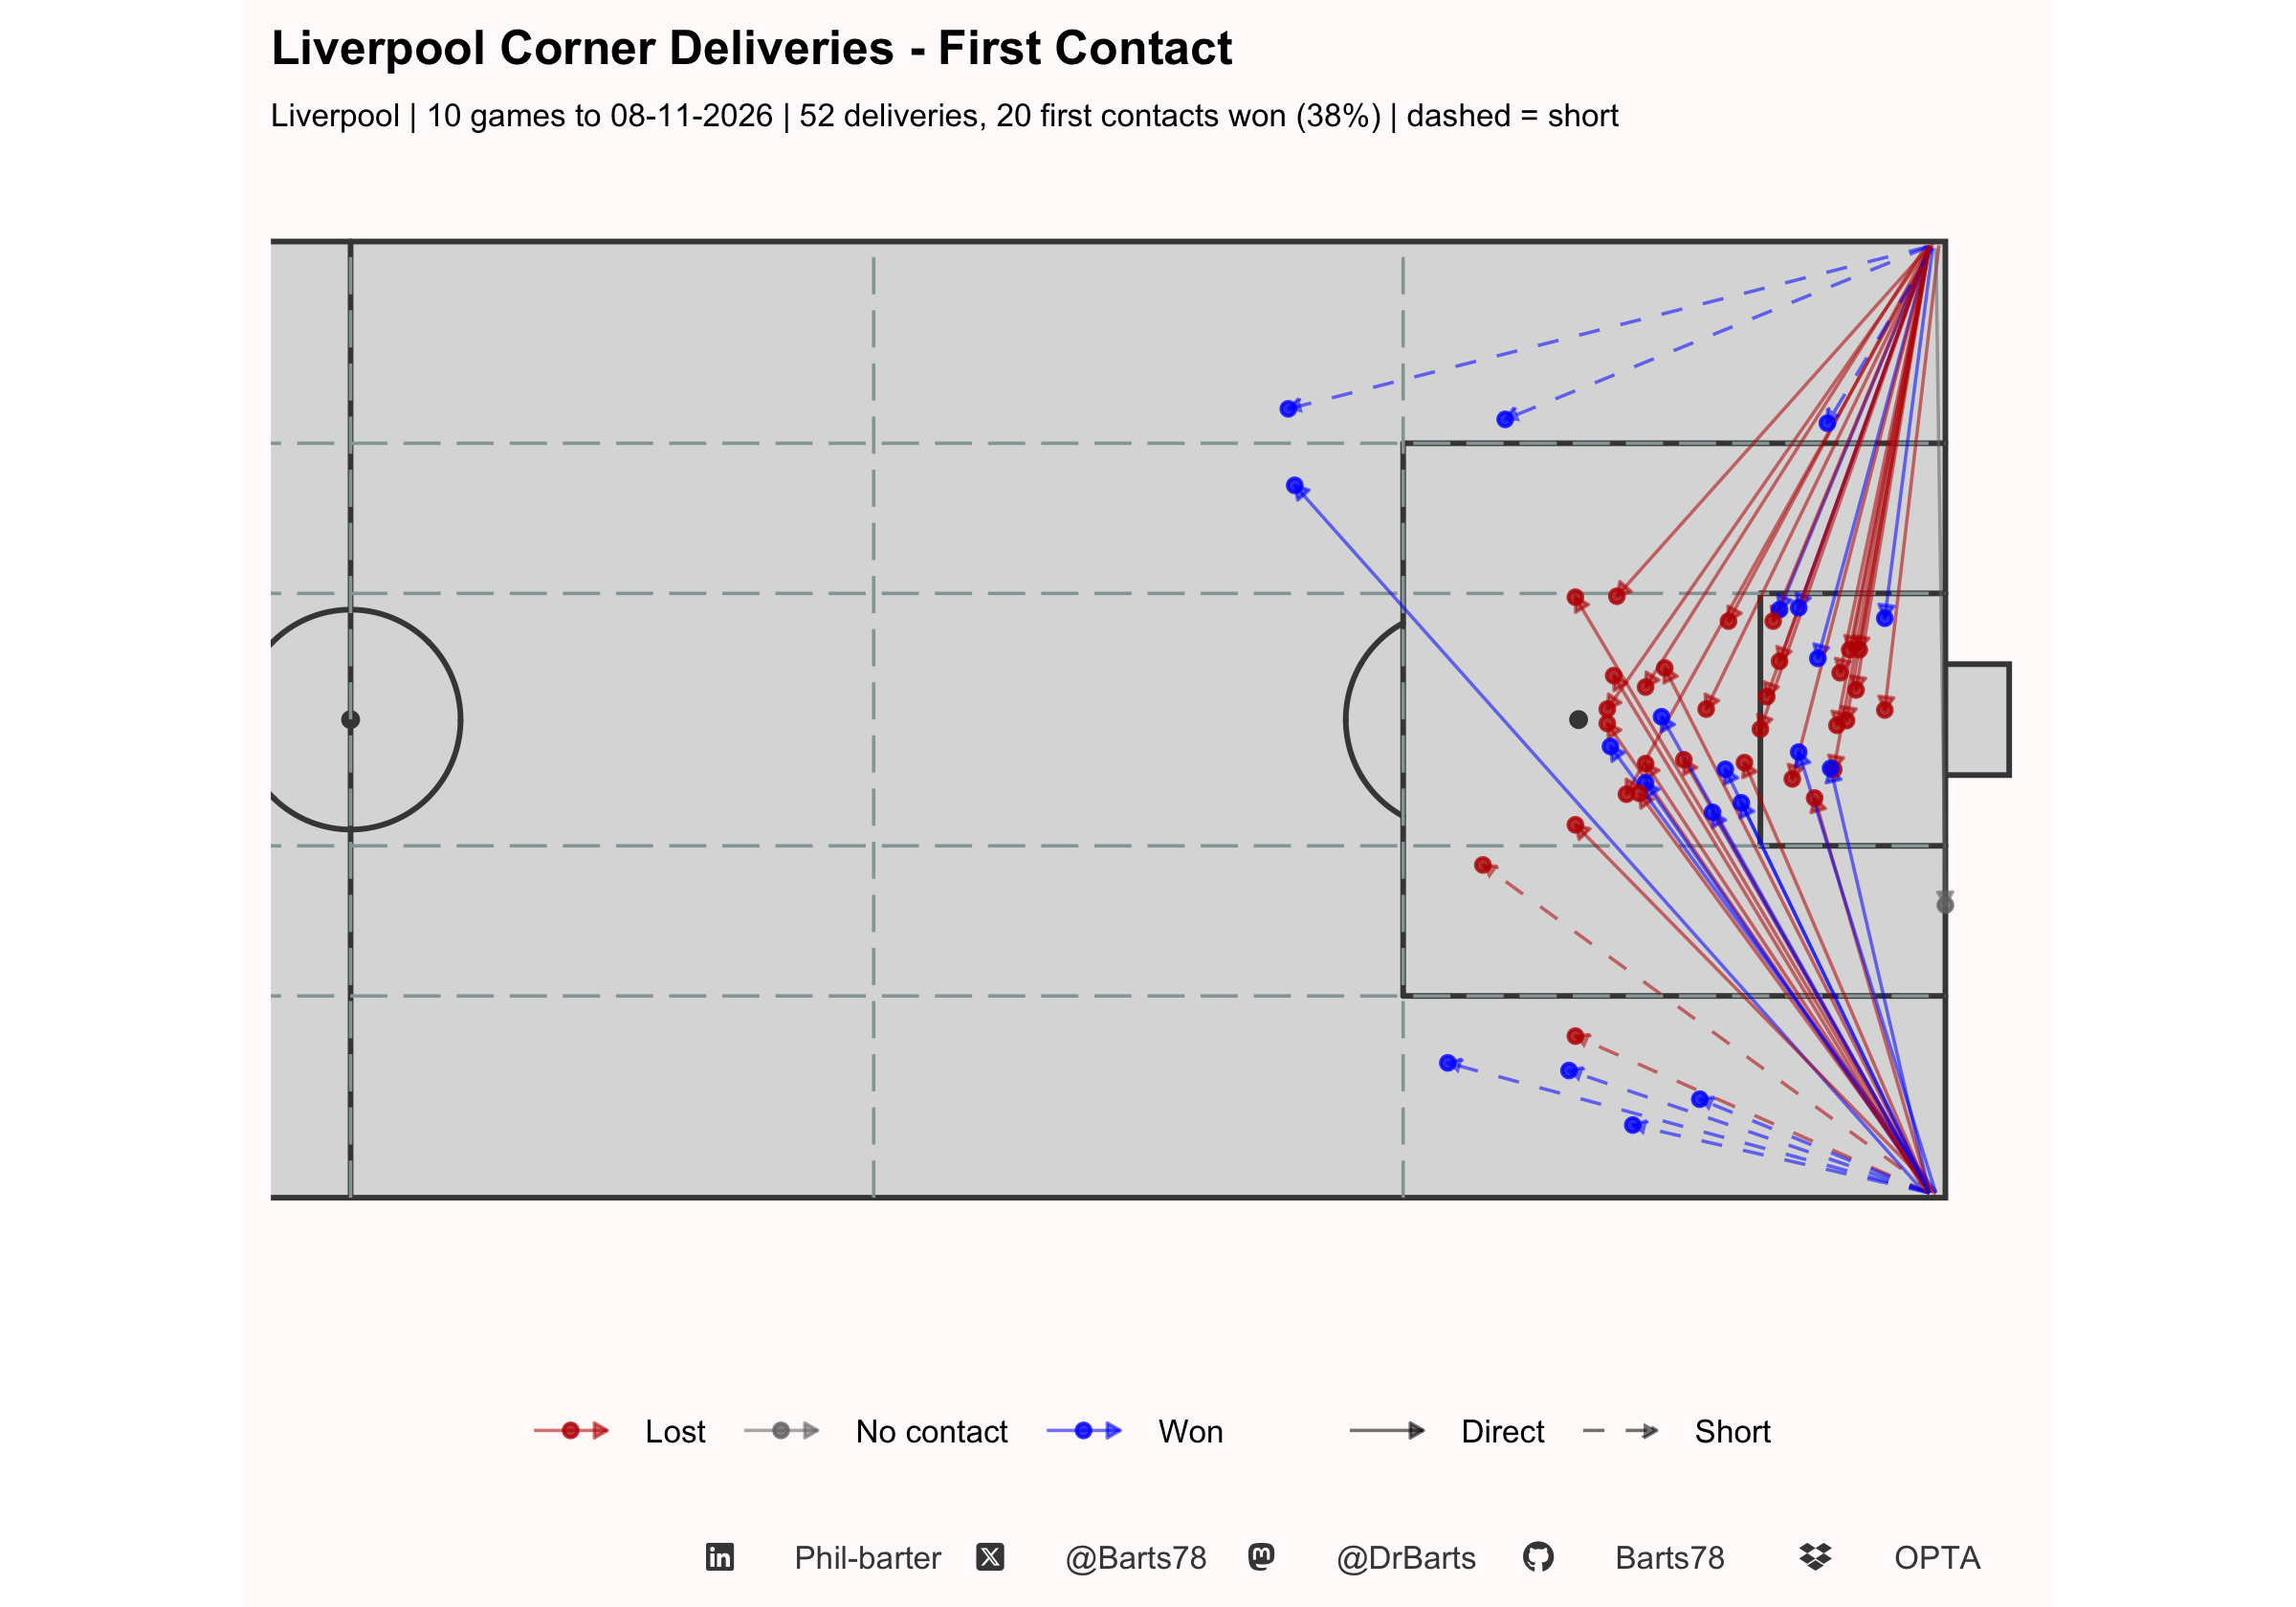 Liverpool Corner Deliveries - First Contact
Liverpool | 10 games to 08-11-2026 | 52 deliveries, 20 first contacts won (38%) | dashed = short
Lost No contact Won Direct Short
Phil-barter @Barts78 @DrBarts Barts78 OPTA